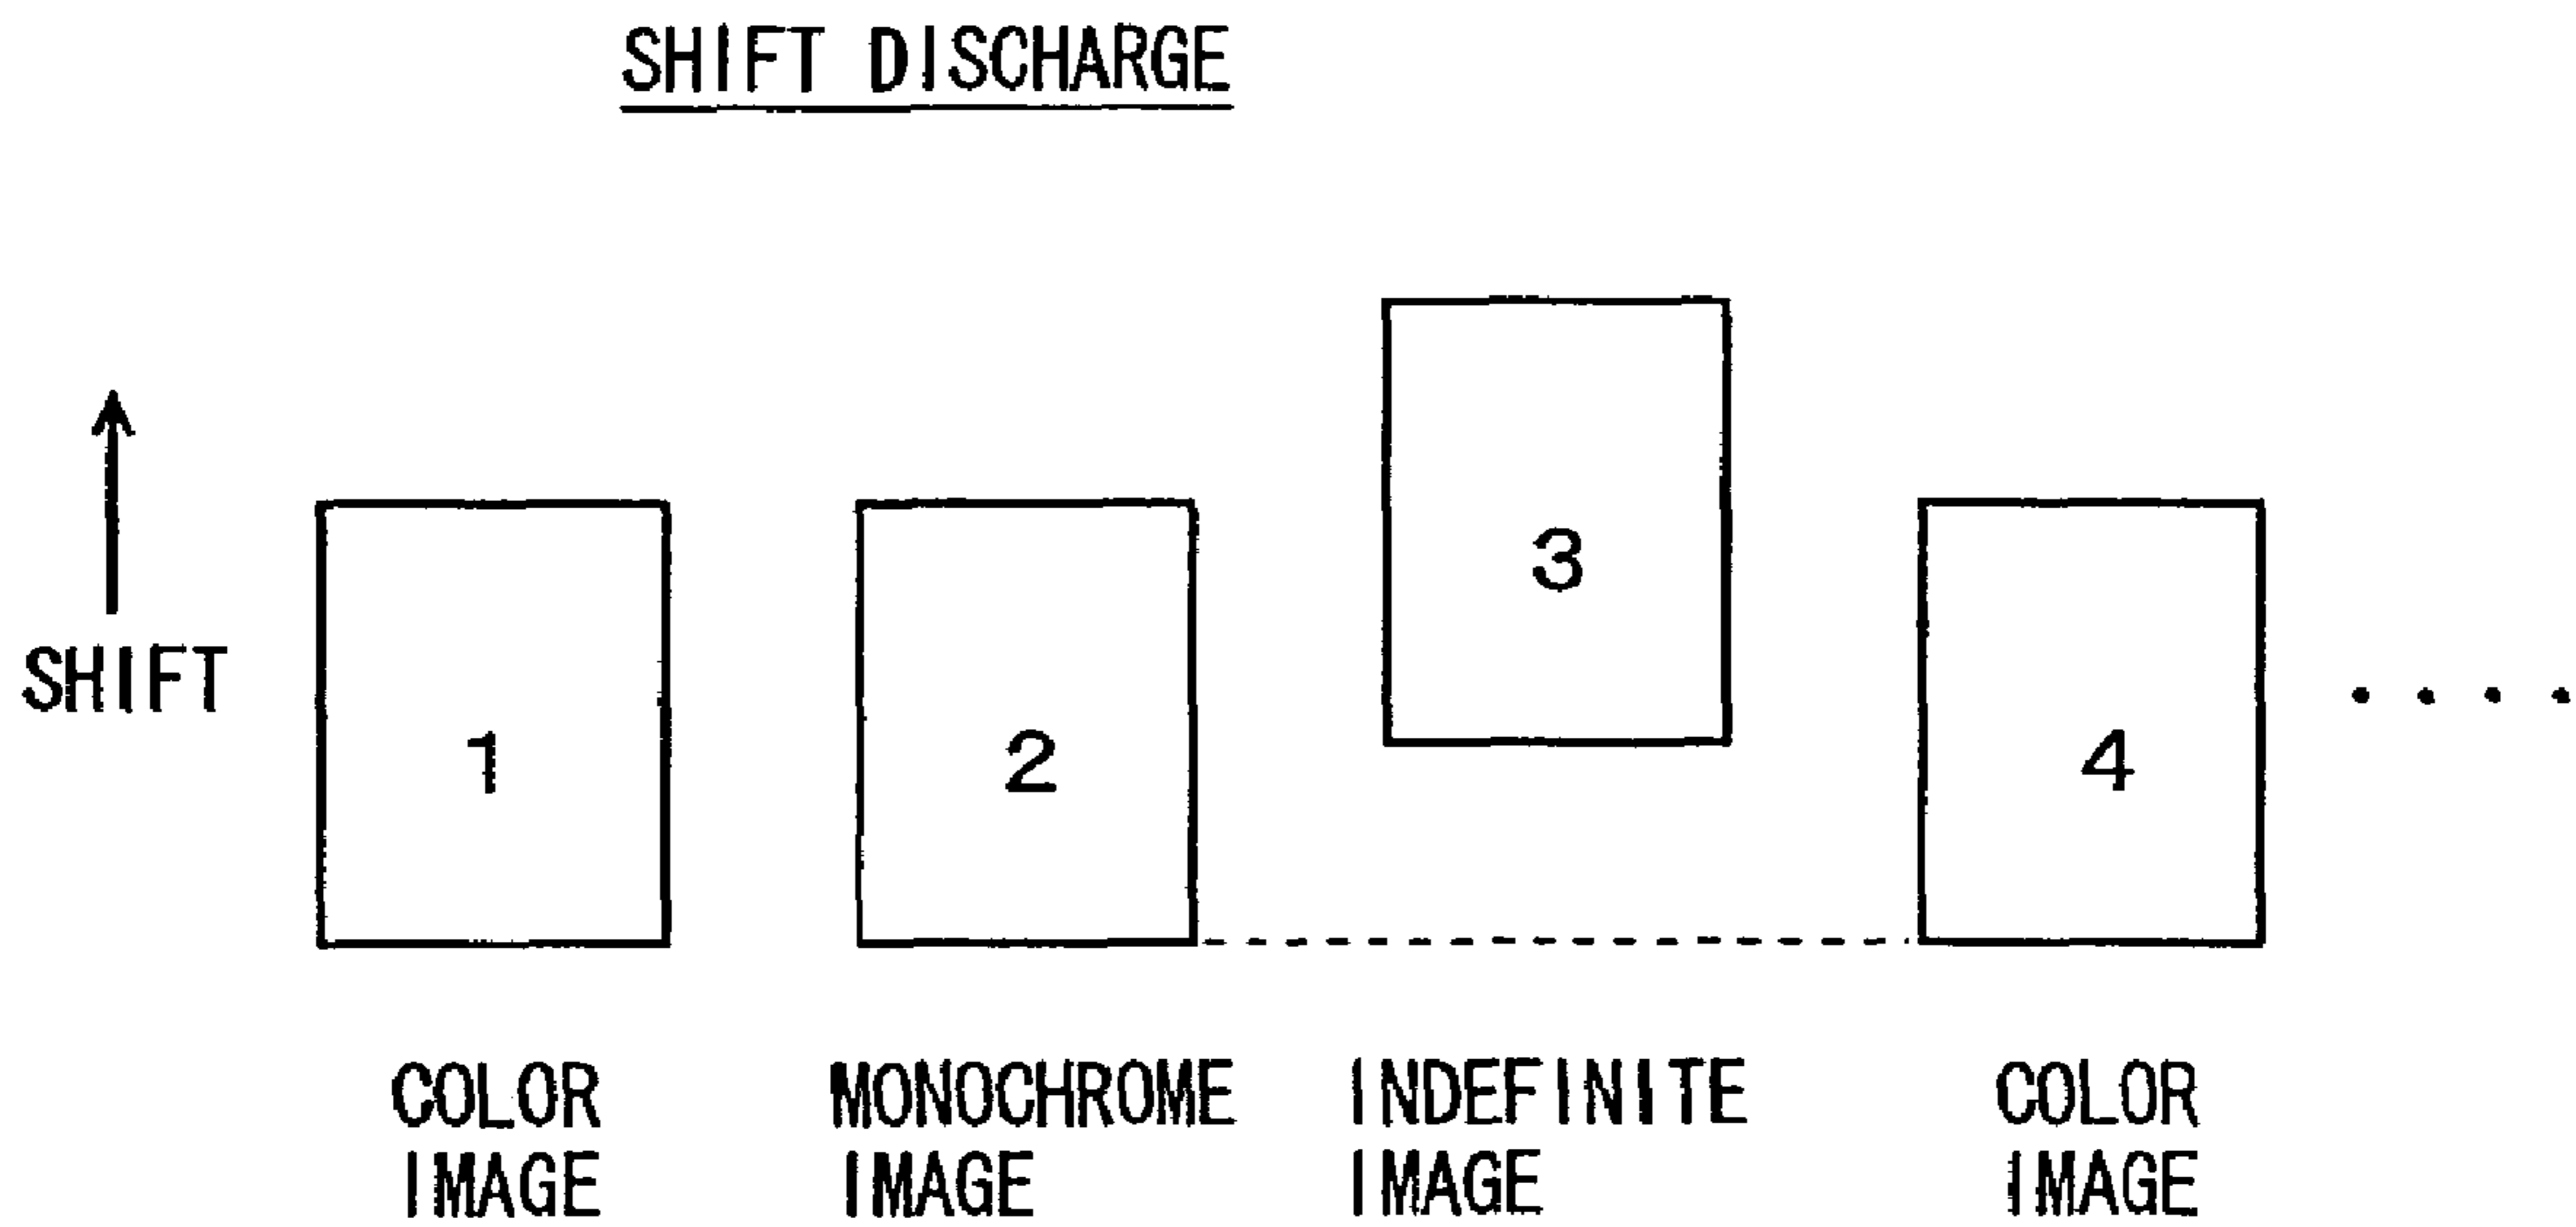 SHIFT DISCHARGE
SHIFT
1
2
3
4
COLOR
IMAGE
MONOCHROME
IMAGE
INDEFINITE
IMAGE
COLOR
IMAGE